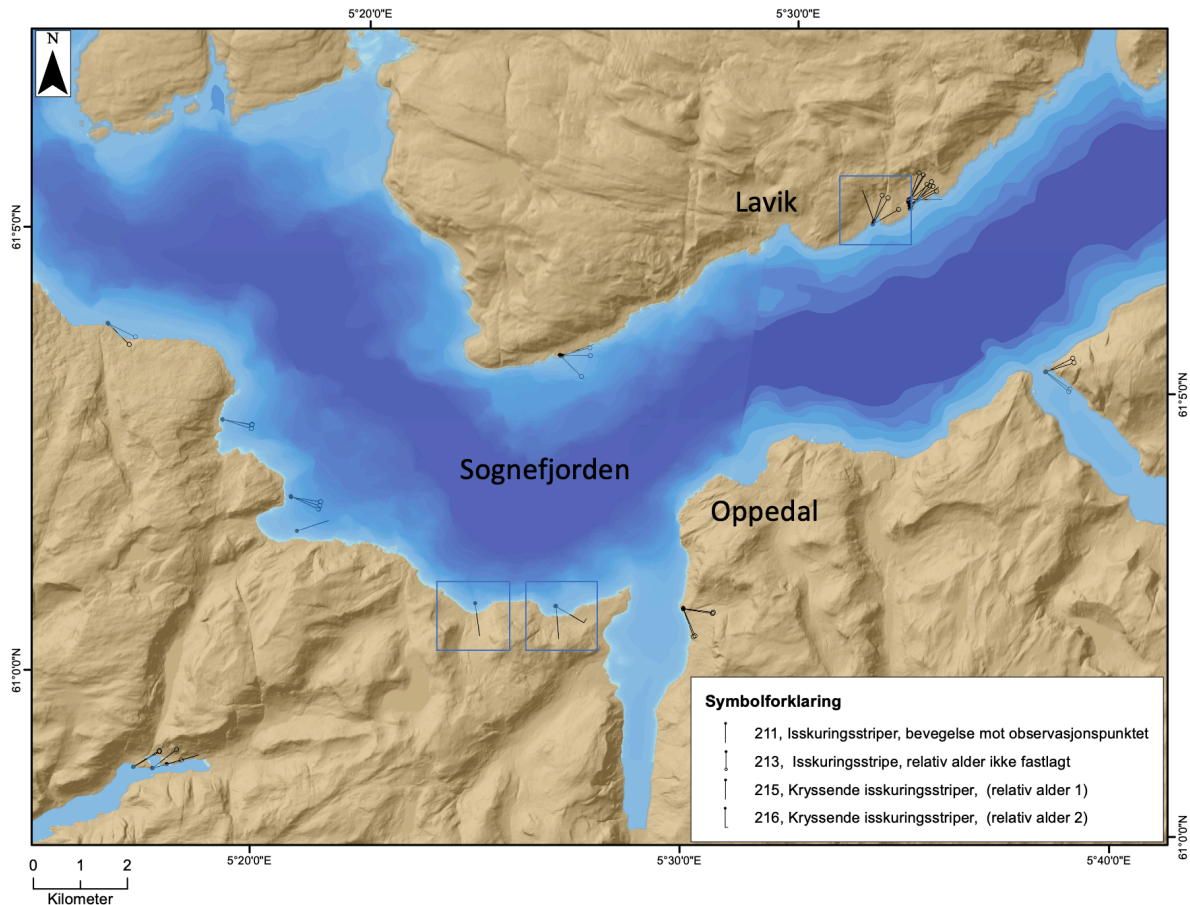 5°20'0"E
5°30'0"E
N
Lavik
61°5'0"N
61°5'0"N
Sognefjorden
Oppedal
61°0'0"N
Symbolforklaring
211, Isskuringsstriper, bevegelse mot observasjonspunktet
213, Isskuringsstripe, relativ alder ikke fastlagt
215, Kryssende isskuringsstriper, (relativ alder 1)
216, Kryssende isskuringsstriper, (relativ alder 2)
61°0'0"N
5°20'0"E
5°30'0"E
5°40'0"E
0 1 2
Kilometer